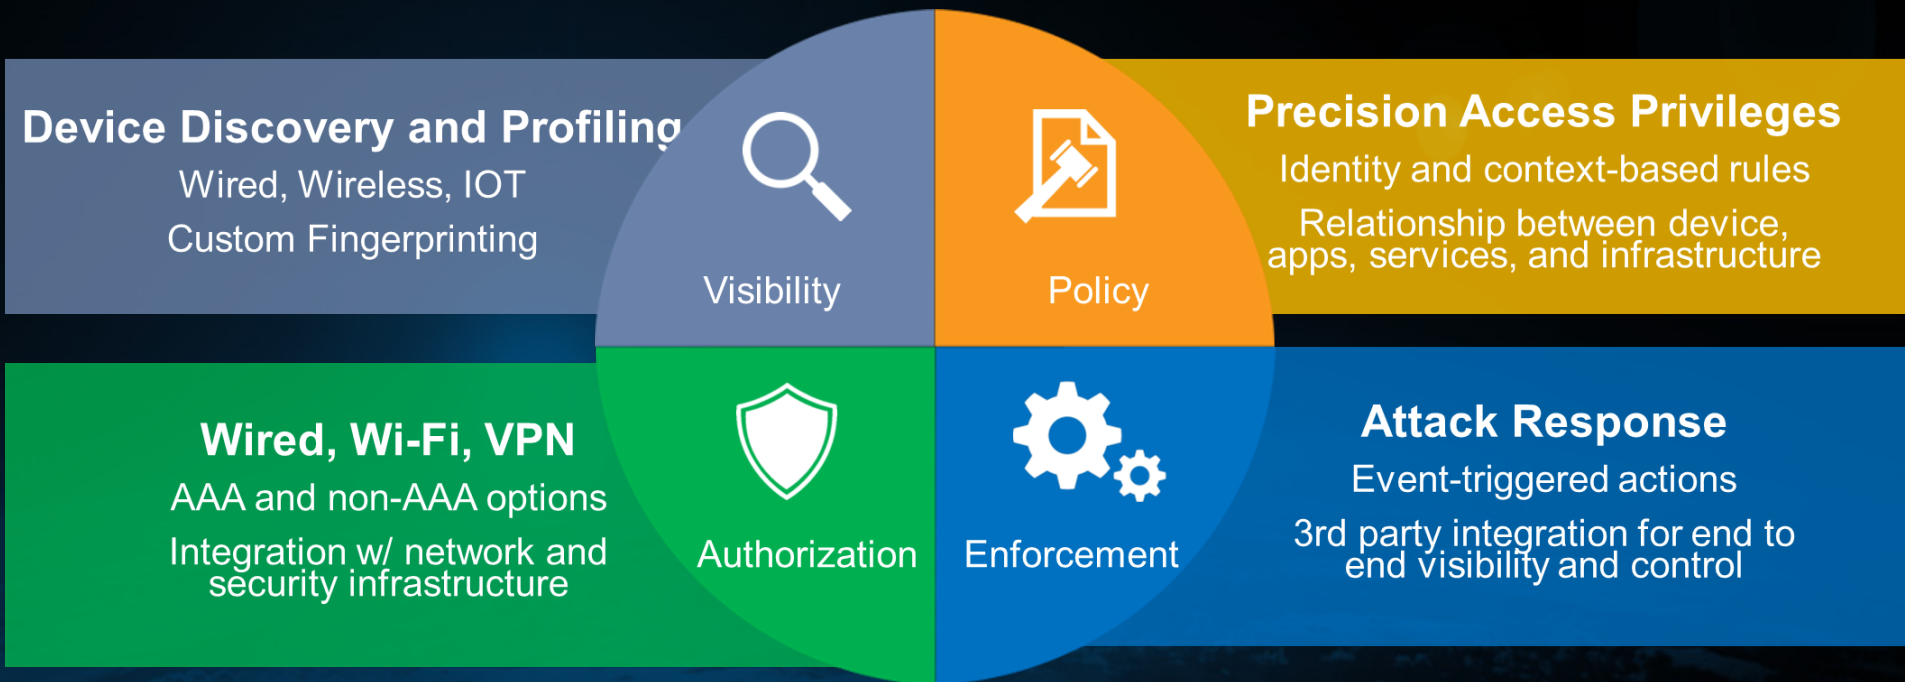 Device Discovery and Profiling
Wired, Wireless, IOT
Custom Fingerprinting
Visibility
Policy
Precision Access Privileges
Identity and context-based rules
Relationship between device,
apps, services, and infrastructure
Wired, Wi-Fi, VPN
AAA and non-AAA options
Integration w/ network and
security infrastructure
Authorization
Enforcement
Attack Response
Event-triggered actions
3rd party integration for end to
end visibility and control